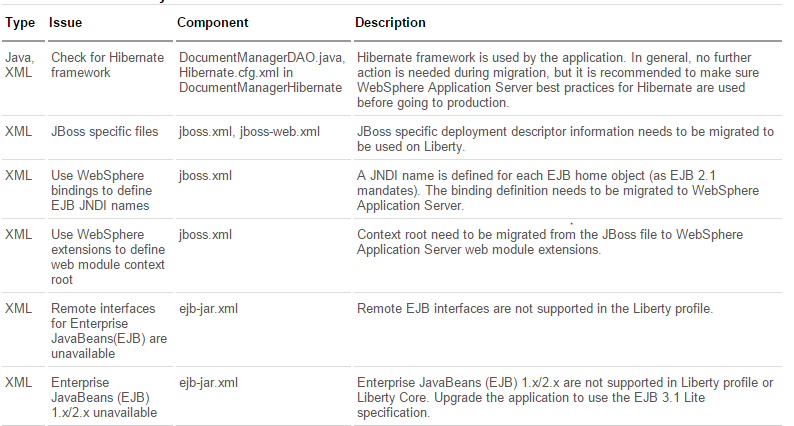 Type Issue Component Description
Java, XML
Check for Hibernate framework
DocumentManagerDAO.java, Hibernate.cfg.xml in DocumentManagerHibernate
Hibernate framework is used by the application. In general, no further
action is needed during migration, but it is recommended to make sure
WebSphere Application Server best practices for Hibernate are used
before going to production.
XML
JBoss specific files
jboss.xml, jboss-web.xml
JBoss specific deployment descriptor information needs to be migrated to
be used on Liberty.
XML
Use WebSphere
bindings to define
EJB JNDI names
jboss.xml
A JNDI name is defined for each EJB home object (as EJB 2.1
mandates). The binding definition needs to be migrated to WebSphere
Application Server.
XML
Use WebSphere
extensions to define
web module context
root
jboss.xml
Context root need to be migrated from the JBoss file to WebSphere
Application Server web module extensions.
XML
Remote interfaces
for Enterprise
JavaBeans(EJB) are
unavailable
ejb-jar.xml
Remote EJB interfaces are not supported in the Liberty profile.
XML
Enterprise
JavaBeans (EJB)
1.x/2.x unavailable
ejb-jar.xml
Enterprise JavaBeans (EJB) 1.x/2.x are not supported in Liberty profile or
Liberty Core. Upgrade the application to use the EJB 3.1 Lite
specification.